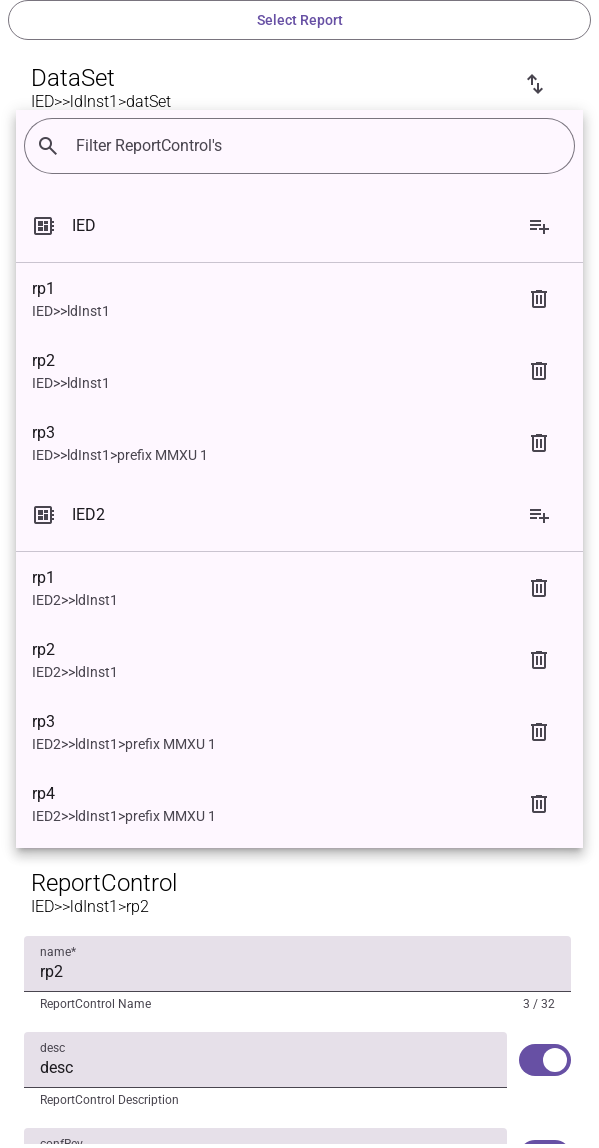 Select Report
DataSet
IED>>ldInst1>datSet
Filter ReportControl's
IED
rp1
IED>>ldInst1
rp2
IED>>ldInst1
rp3
IED>>ldInst1>prefix MMXU 1
IED2
rp1
IED2>>ldInst1
rp2
IED2>>ldInst1
rp3
IED2>>ldInst1>prefix MMXU 1
rp4
IED2>>ldInst1>prefix MMXU 1
ReportControl
IED>>ldInst1>rp2
name*
rp2
ReportControl Name 3 / 32
desc
desc
ReportControl Description
confRev